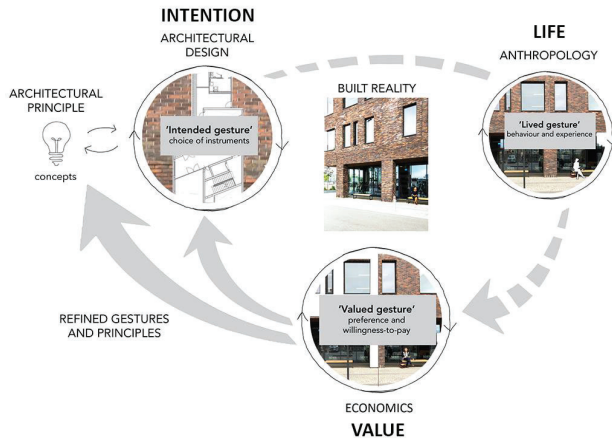 INTENTION
ARCHITECTURAL
DESIGN
LIFE
ANTHROPOLOGY
ARCHITECTURAL
PRINCIPLE
concepts
'Intended gesture'
choice of instruments
BUILT REALITY
'Lived gesture'
behaviour and experience
REFINED GESTURES
AND PRINCIPLES
'Valued gesture'
preference and
willingness-to-pay
ECONOMICS
VALUE